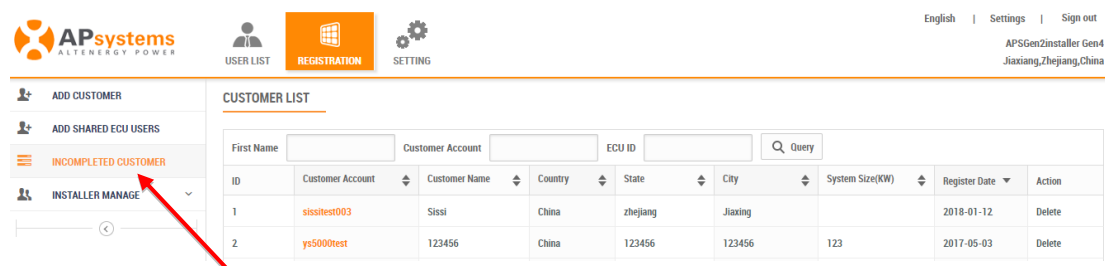 English | Settings | Sign out
APsystems
ALTENERGY POWER
USER LIST
REGISTRATION
SETTING
APSGen2installer Gen4
Jiaxiang,Zhejiang,China
ADD CUSTOMER
ADD SHARED ECU USERS
INCOMPLETED CUSTOMER
INSTALLER MANAGE
CUSTOMER LIST
First Name Customer Account ECU ID Query
ID Customer Account Customer Name Country State City System Size(KW) Register Date Action
1 sissitest003 Sissi China zhejiang Jiaxing 2018-01-12 Delete
2 ys5000test 123456 China 123456 123456 123 2017-05-03 Delete